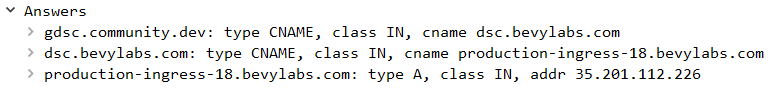 Answers
gdsc.community.dev: type CNAME, class IN, cname dsc.bevylabs.com
dsc.bevylabs.com: type CNAME, class IN, cname production-ingress-18.bevylabs.com
production-ingress-18.bevylabs.com: type A, class IN, addr 35.201.112.226